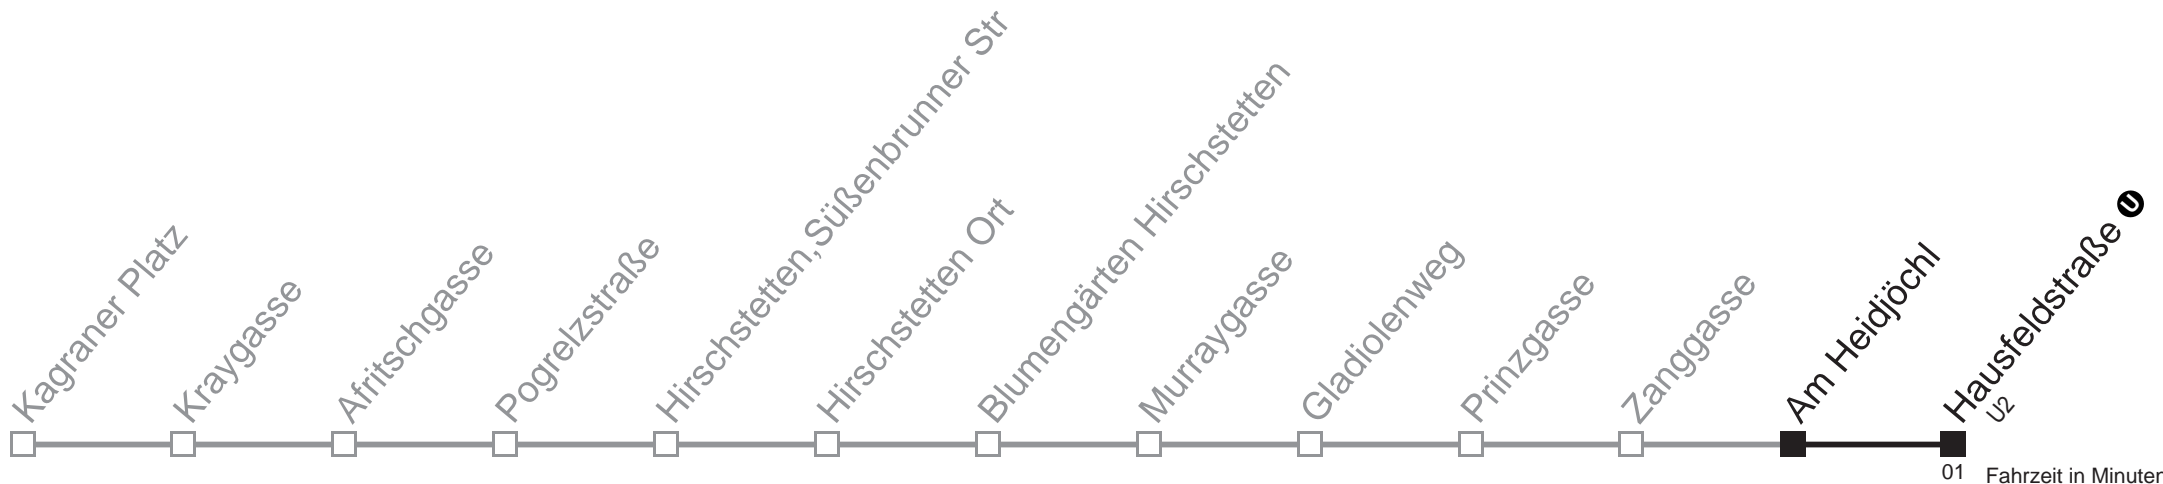 Kagraner Platz
Kraygasse
Afritschgasse
Pogrelzstraße
Hirschstetten,Süßenbrunner Str
Hirschstetten Ort
Blumengärten Hirschstetten
Murraygasse
Gladiolenweg
Prinzgasse
Zanggasse
Am Heidjöchl
Hausfeldstraße U
U2
01 Fahrzeit in Minuten